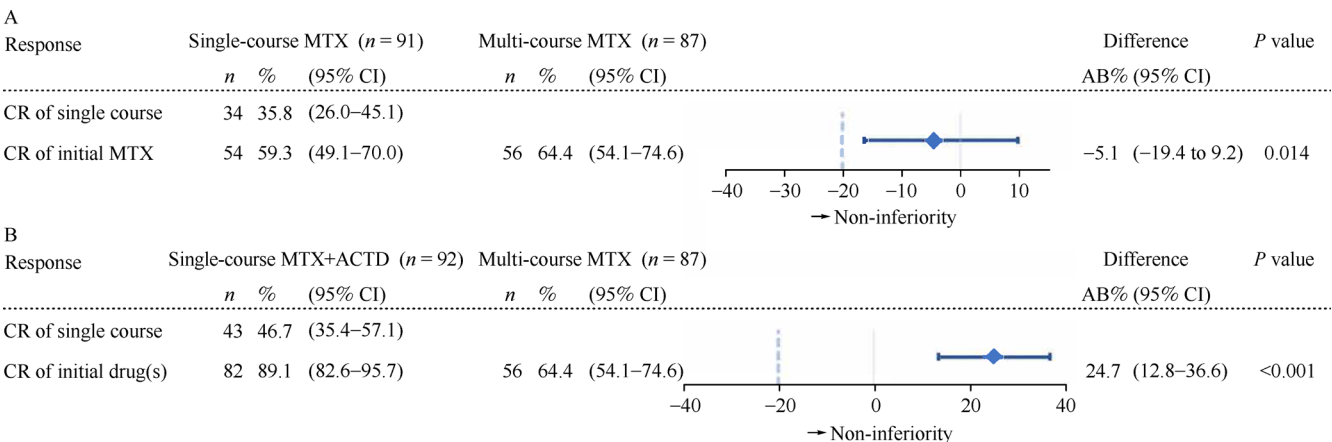 A
Response Single-course MTX (n = 91) Multi-course MTX (n = 87) Difference P value
n % (95% CI) n % (95% CI) AB% (95% CI)
CR of single course 34 35.8 (26.0−45.1)
CR of initial MTX 54 59.3 (49.1−70.0) 56 64.4 (54.1−74.6) −5.1 (−19.4 to 9.2) 0.014
−40 −30 −20 −10 0 10
→ Non-inferiority
B
Response Single-course MTX+ACTD (n = 92) Multi-course MTX (n = 87) Difference P value
n % (95% CI) n % (95% CI) AB% (95% CI)
CR of single course 43 46.7 (35.4−57.1)
CR of initial drug(s) 82 89.1 (82.6−95.7) 56 64.4 (54.1−74.6) 24.7 (12.8−36.6) <0.001
−40 −20 0 20 40
→ Non-inferiority